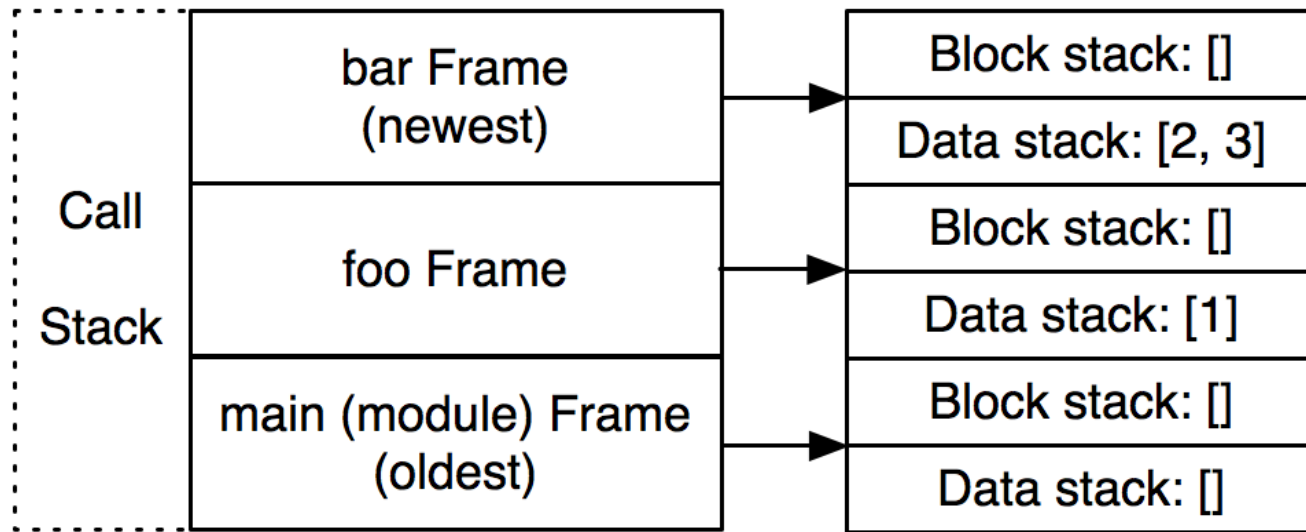 Call
Stack
bar Frame
(newest)
foo Frame
main (module) Frame
(oldest)
Block stack: []
Data stack: [2, 3]
Block stack: []
Data stack: [1]
Block stack: []
Data stack: []